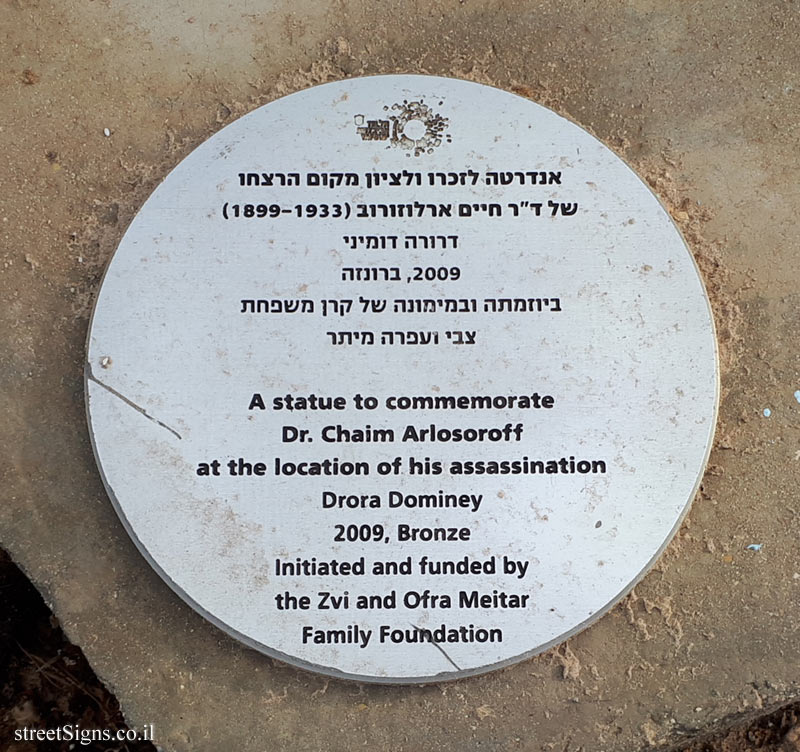 אנדרטה לזכרו ולציון מקום הרצחו
של ד"ר חיים ארלוזורוב (1899–1933)
דרורה דומיני
2009, ברונזה
ביוזמתה ובמימונה של קרן משפחת
צבי ועפרה מיתר
A statue to commemorate
Dr. Chaim Arlosoroff
at the location of his assassination
Drora Dominey
2009, Bronze
Initiated and funded by
the Zvi and Ofra Meitar
Family Foundation
streetSigns.co.il